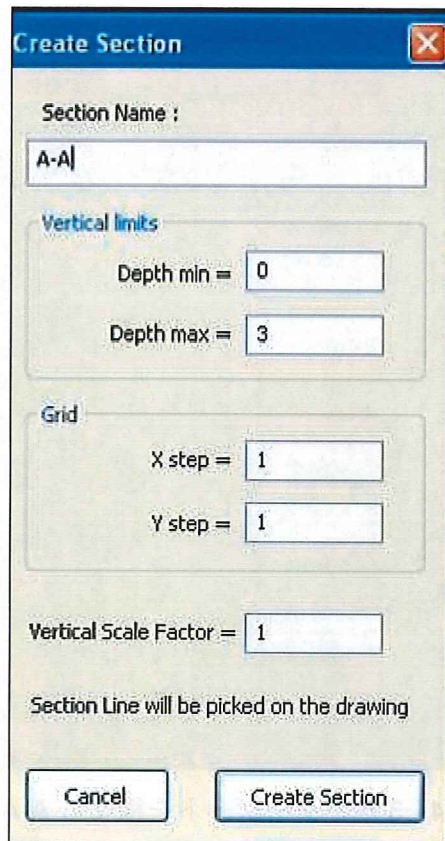 Create Section
Section Name :
A-A
Vertical limits
Depth min = 0
Depth max = 3
Grid
X step = 1
Y step = 1
Vertical Scale Factor = 1
Section Line will be picked on the drawing
Cancel Create Section